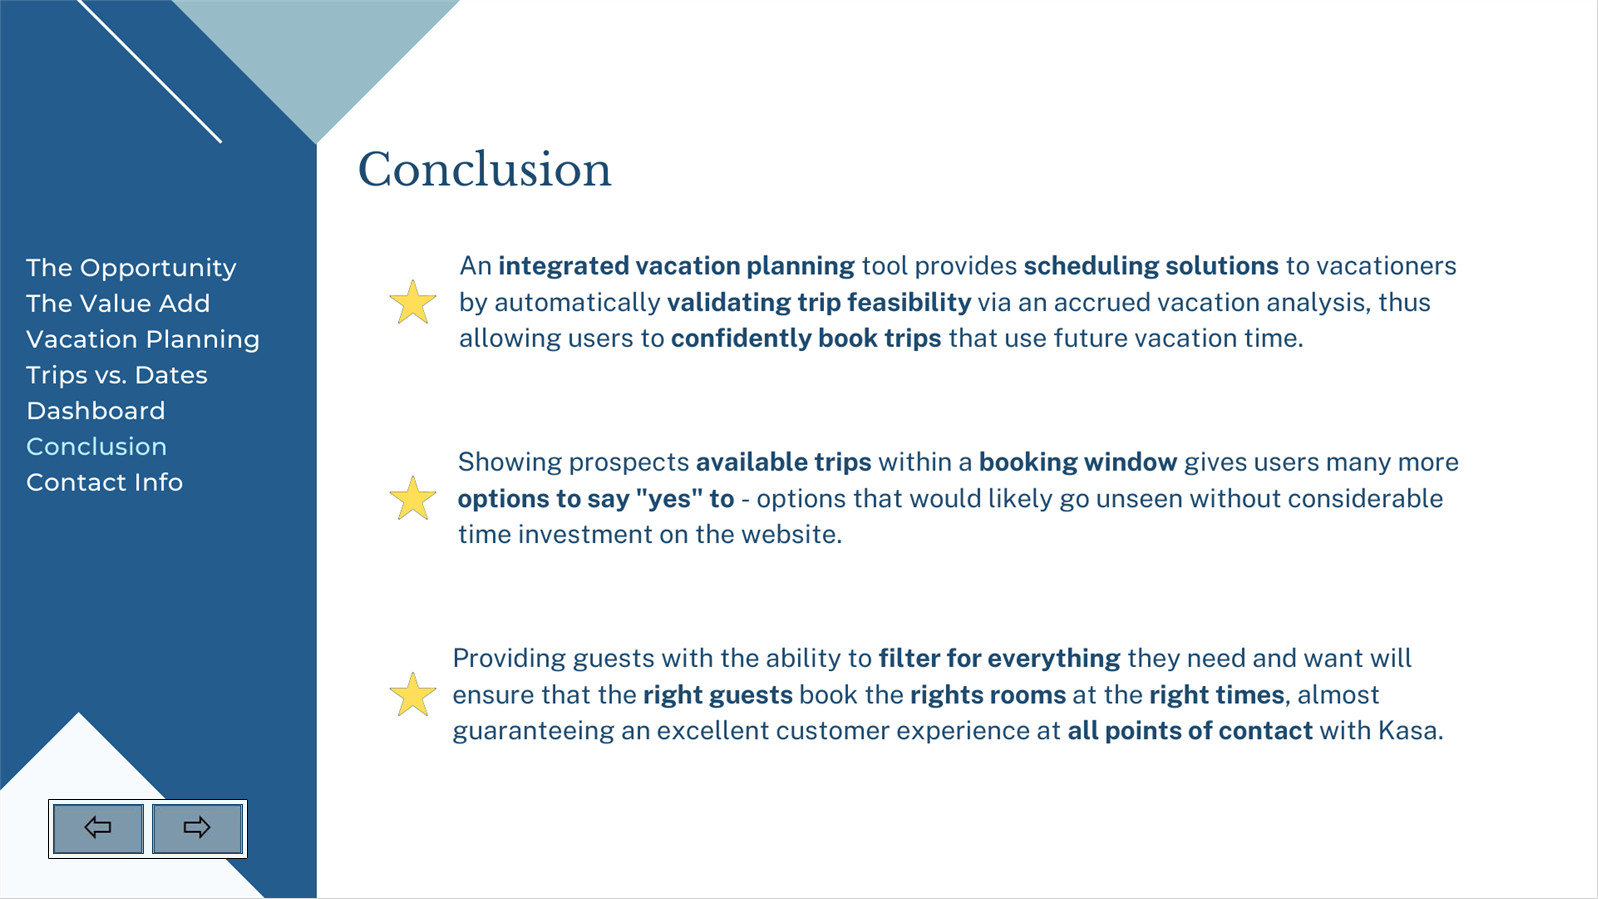 The Opportunity
The Value Add
Vacation Planning
Trips vs. Dates
Dashboard
Conclusion
Contact Info
Conclusion
An integrated vacation planning tool provides scheduling solutions to vacationers
by automatically validating trip feasibility via an accrued vacation analysis, thus
allowing users to confidently book trips that use future vacation time.
Showing prospects available trips within a booking window gives users many more
options to say "yes" to - options that would likely go unseen without considerable
time investment on the website.
Providing guests with the ability to filter for everything they need and want will
ensure that the right guests book the rights rooms at the right times, almost
guaranteeing an excellent customer experience at all points of contact with Kasa.